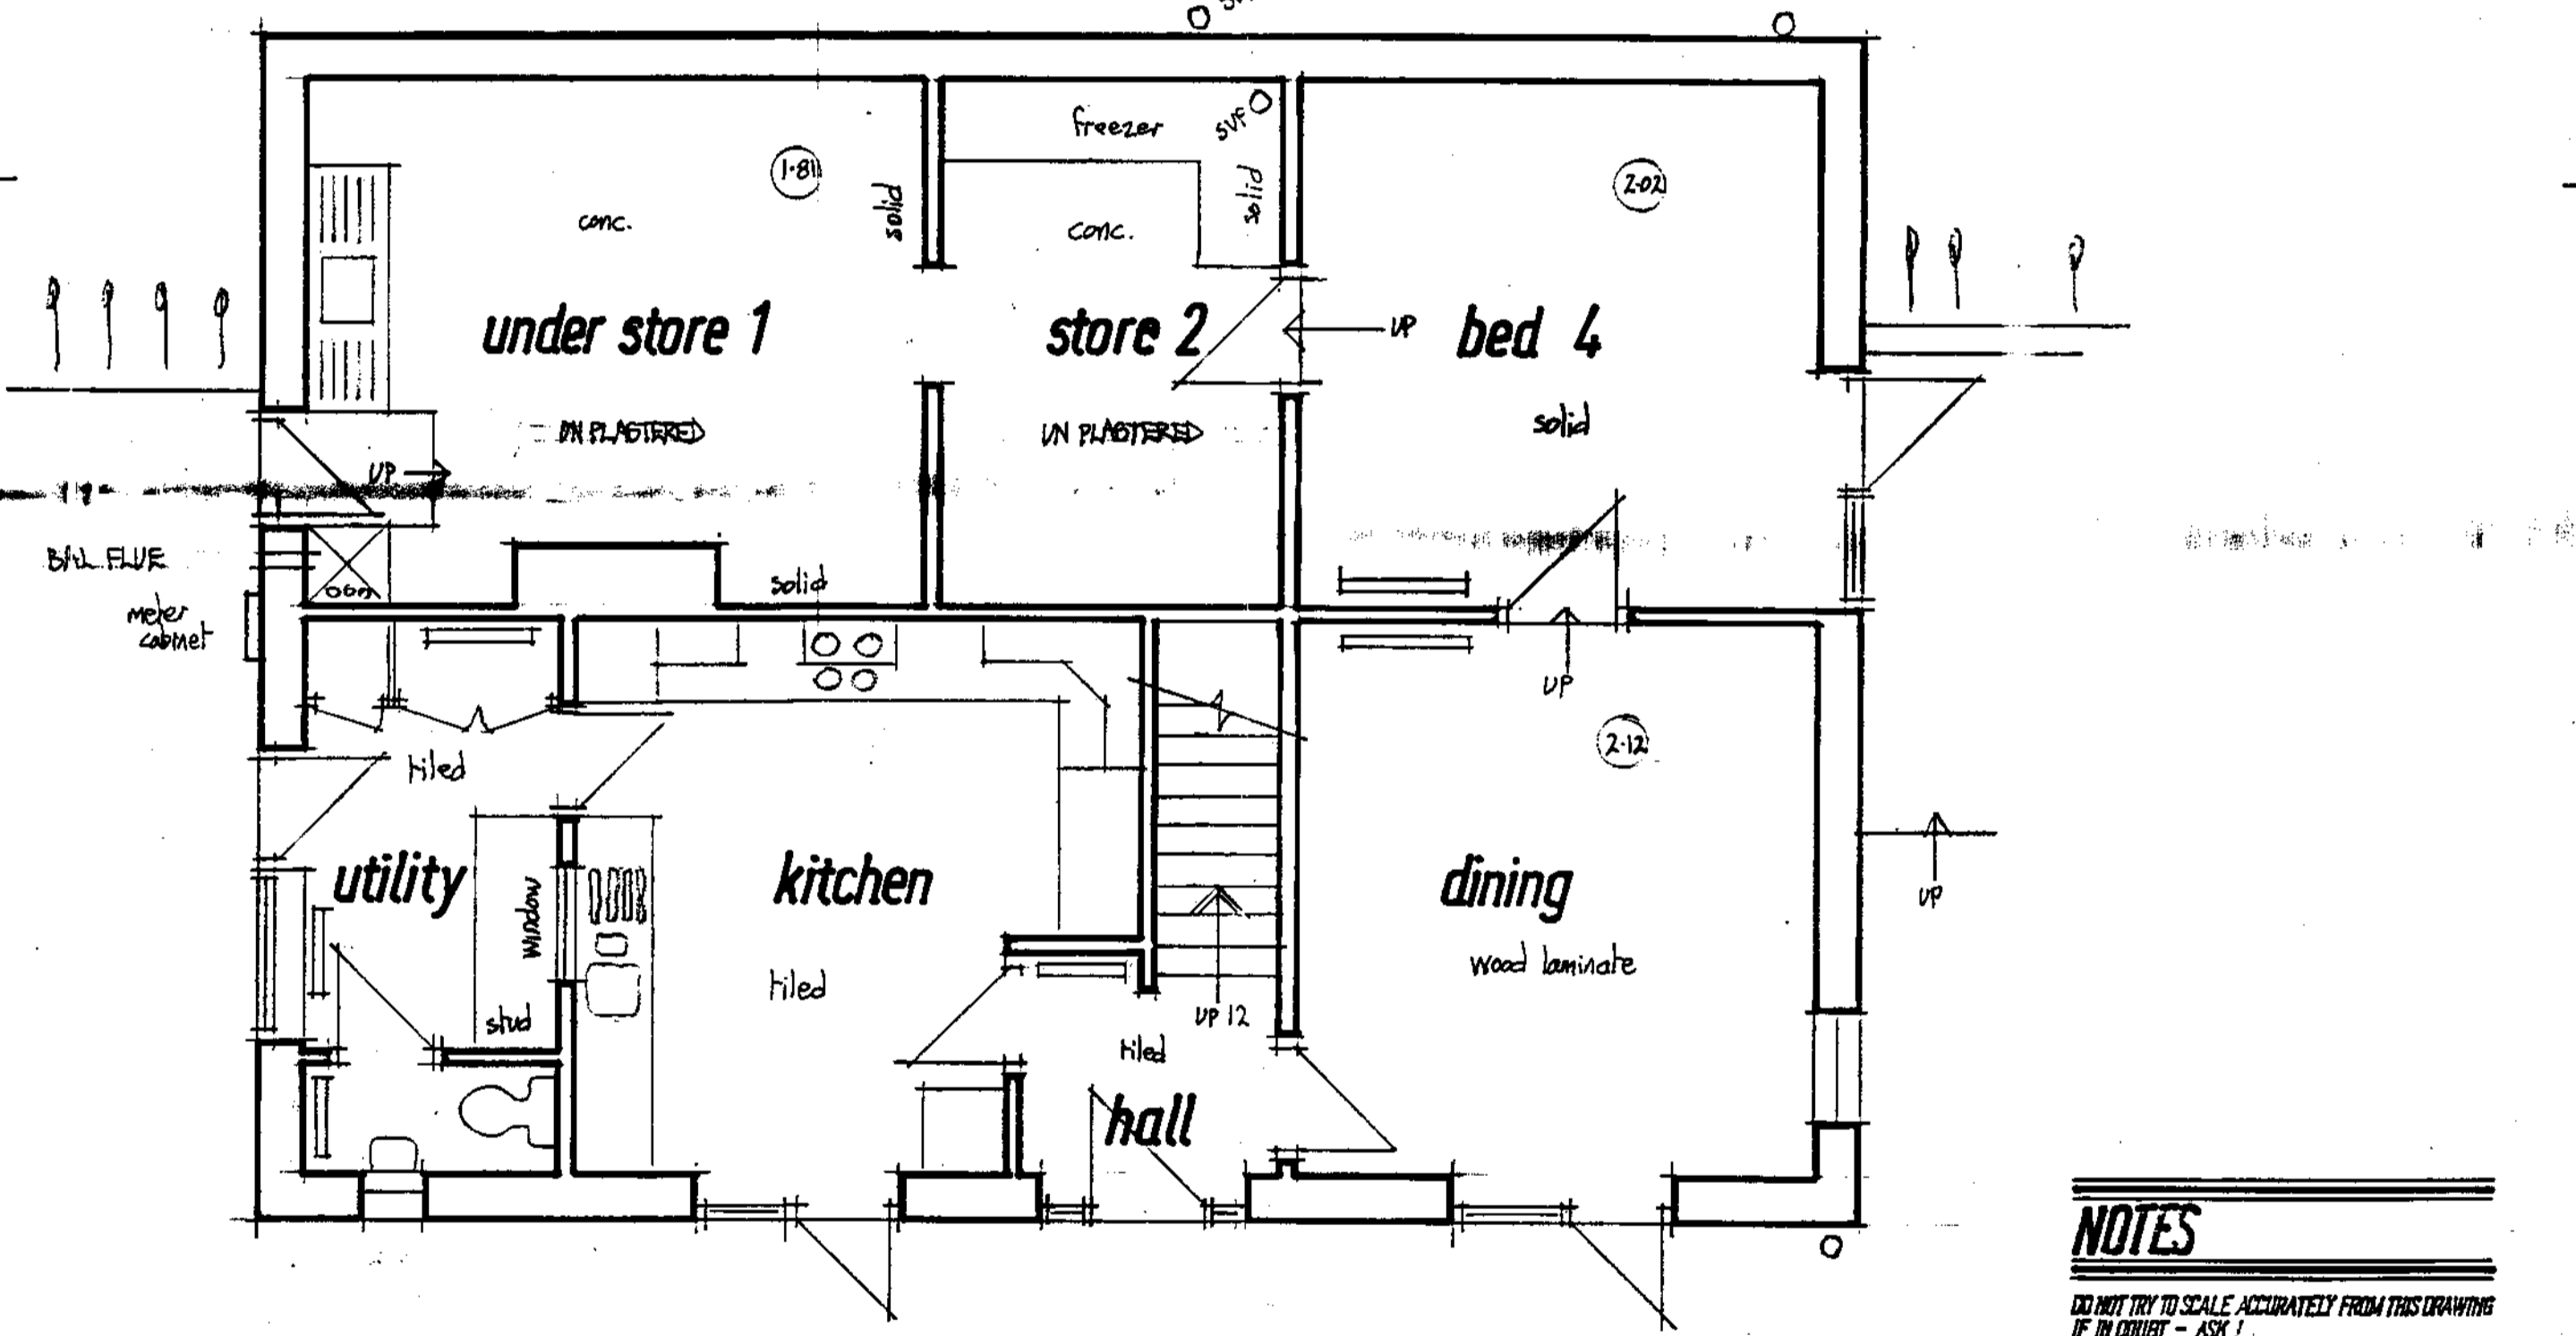 freezer
SVF
1.81
2.02
solid
solid
conc.
conc.
under store 1
store 2
UP
bed 4
UN PLASTERED
UN PLASTERED
solid
UP
BAL. FLUE
meter
cabinet
solid
UP
2.12
tiled
utility
window
kitchen
dining
UP
wood laminate
tiled
stud
UP 12
tiled
hall
NOTES
DO NOT TRY TO SCALE ACCURATELY FROM THIS DRAWING
IF IN DOUBT - ASK !